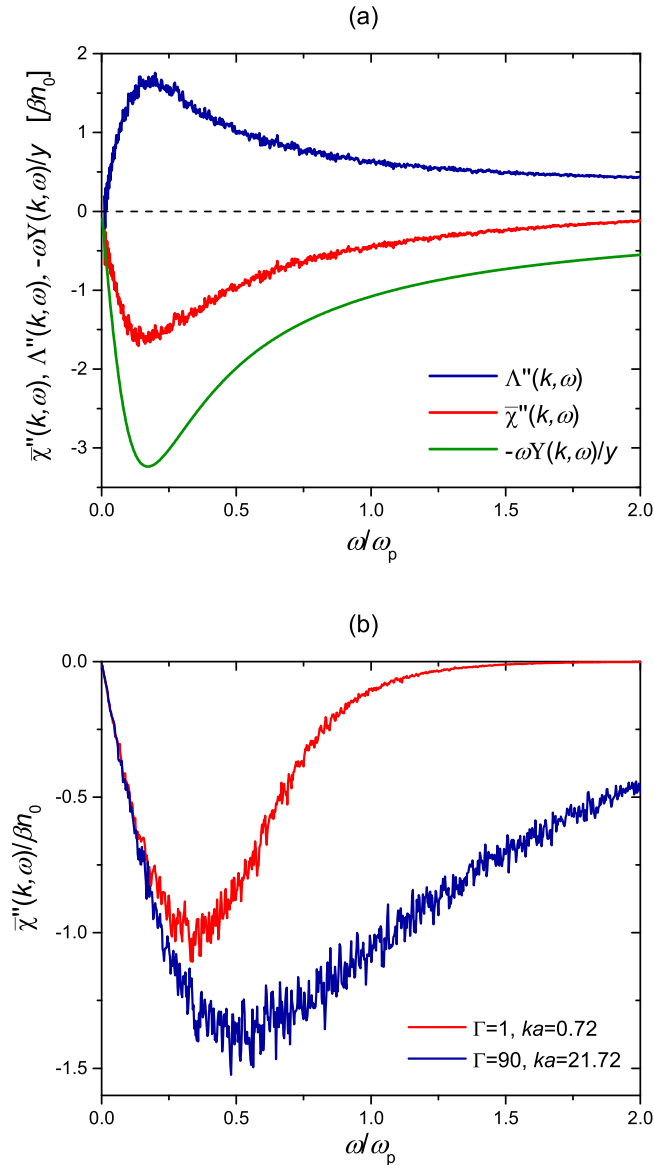 (a)
χ̅"(k,ω), Λ"(k,ω), -ωΥ(k,ω)/y [βn₀]
2
1
0
-1
-2
-3
Λ"(k,ω)
χ̅"(k,ω)
-ωΥ(k,ω)/y
0.0 0.5 1.0 1.5 2.0
ω/ωₚ
(b)
χ̅"(k,ω)/βn₀
0.0
-0.5
-1.0
-1.5
Γ=1, ka=0.72
Γ=90, ka=21.72
0.0 0.5 1.0 1.5 2.0
ω/ωₚ